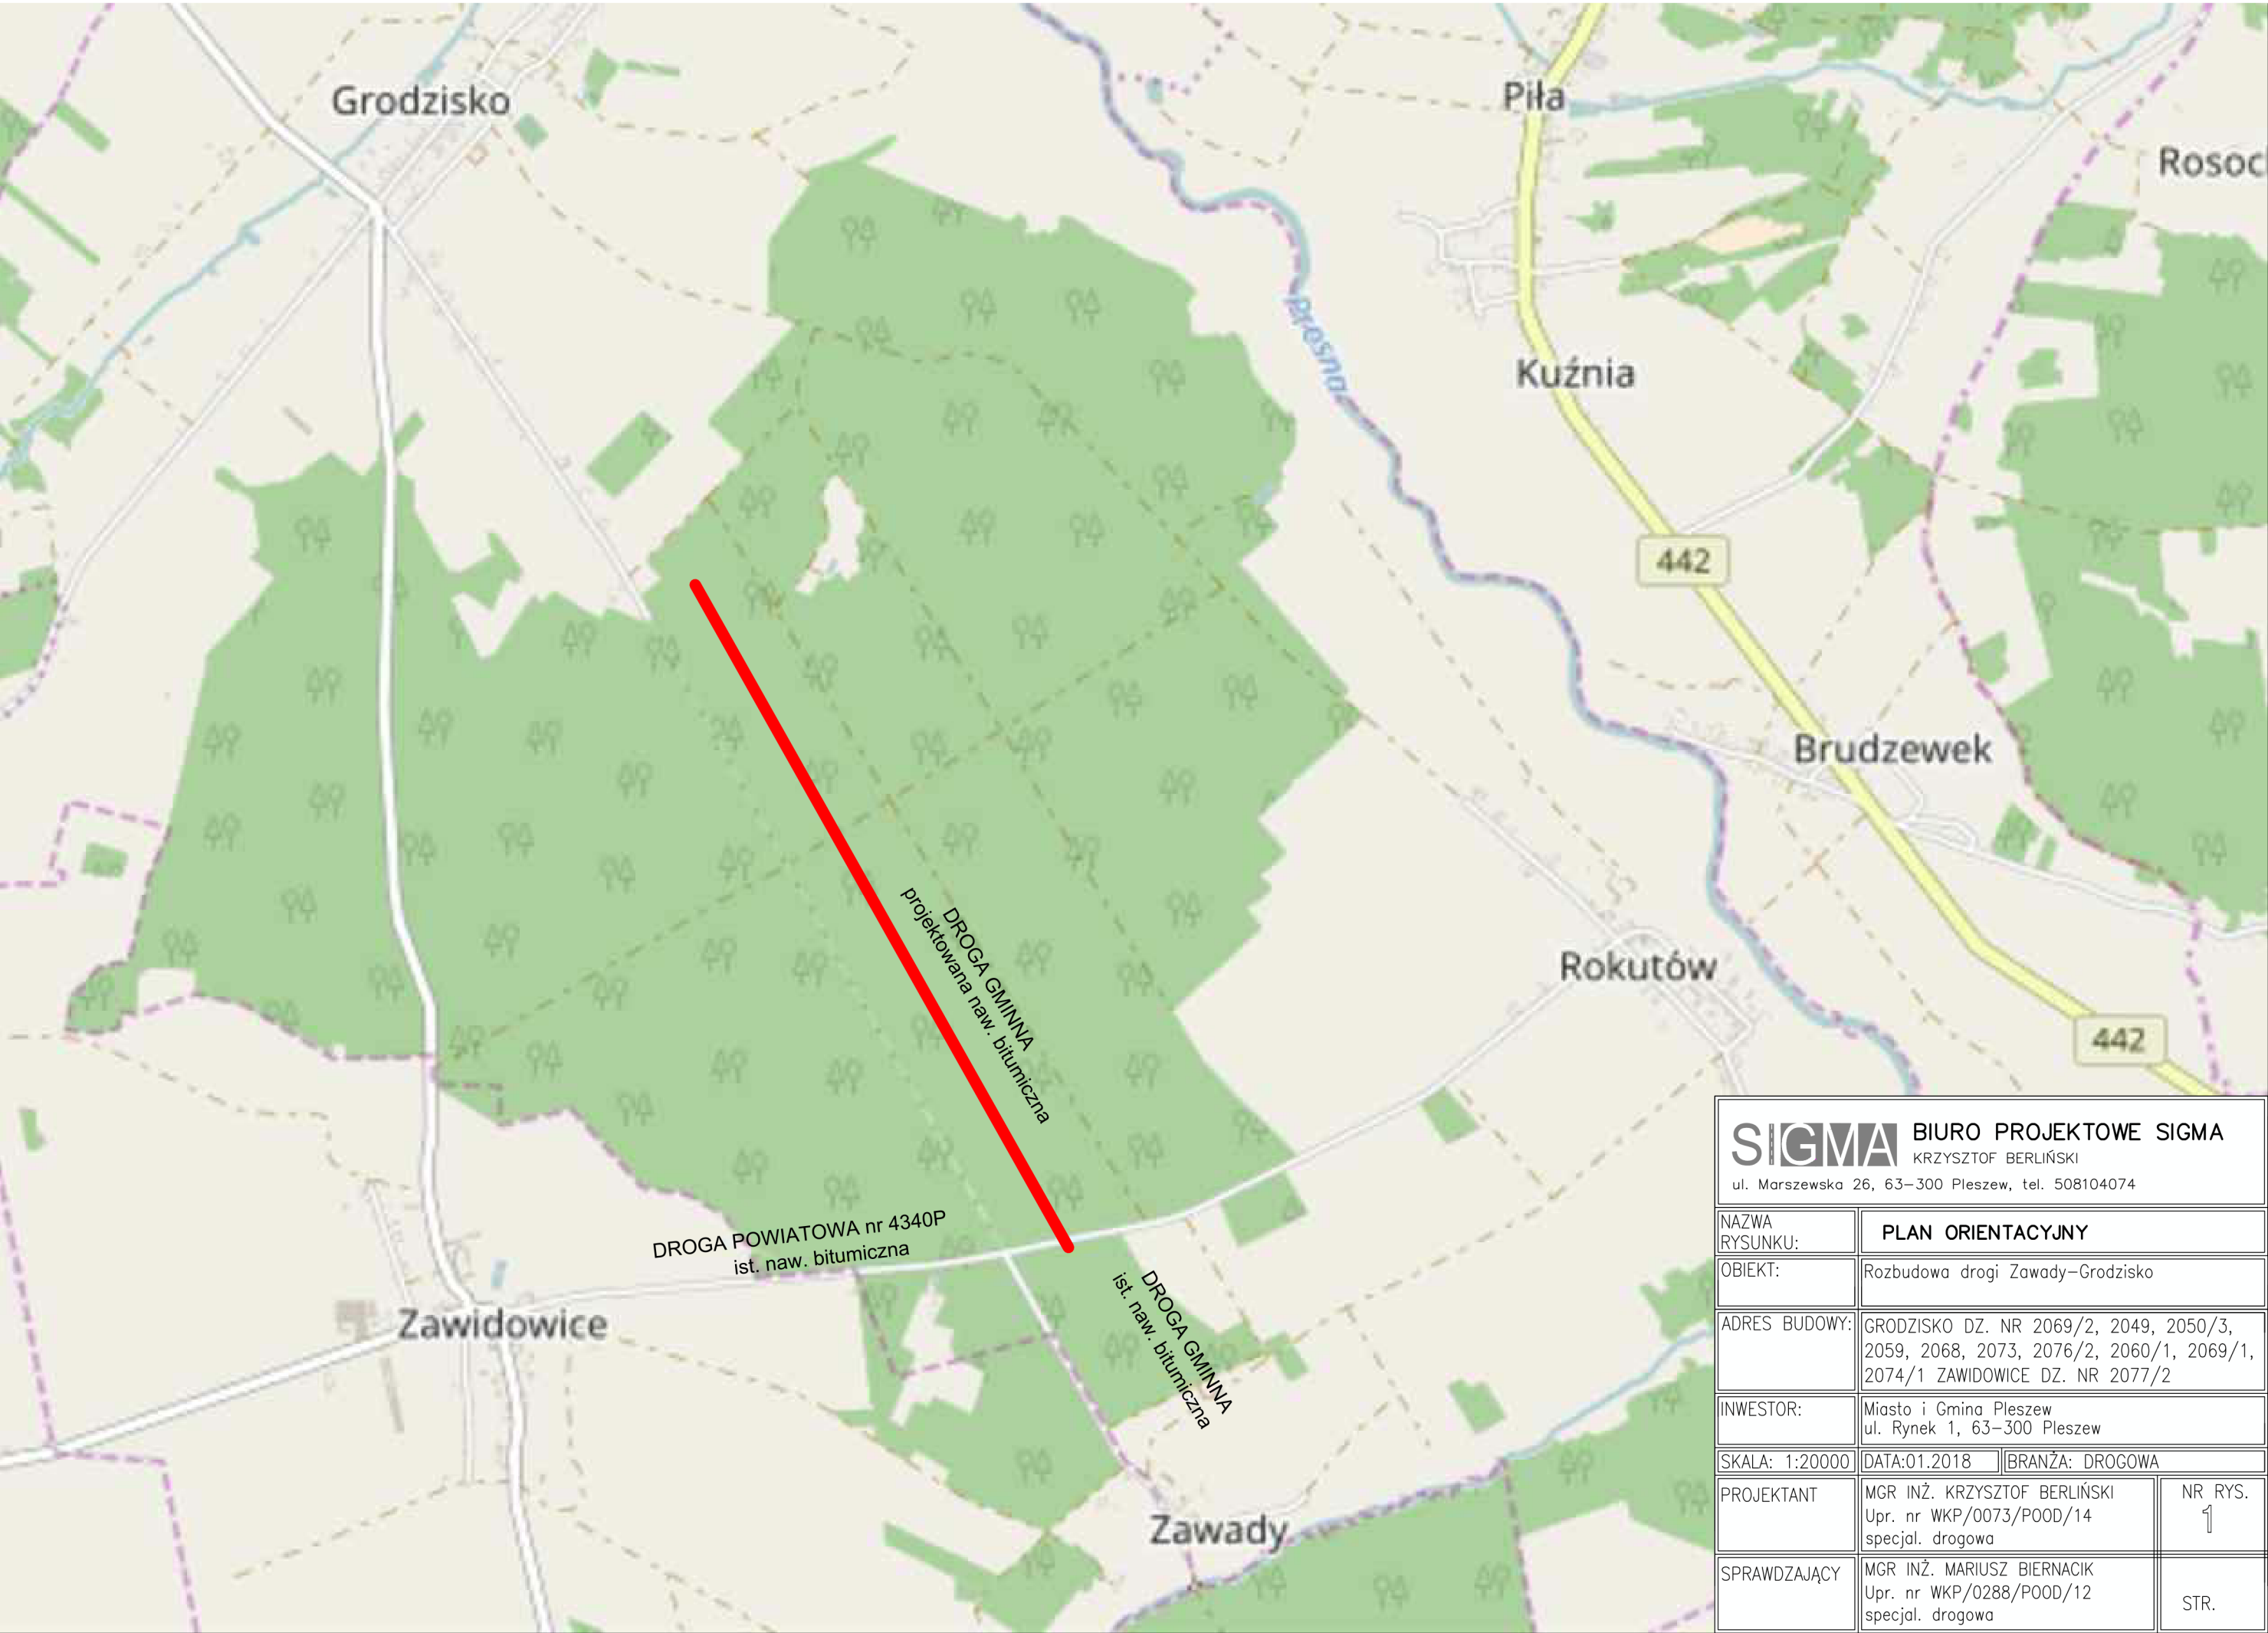 Grodzisko
Piła
Rosoc
Prosna
Kuźnia
442
Brudzewek
Rokutów
442
DROGA GMINNA
projektowana naw. bitumiczna
DROGA POWIATOWA nr 4340P
ist. naw. bitumiczna
DROGA GMINNA
ist. naw. bitumiczna
Zawidowice
Zawady
SIGMA
BIURO PROJEKTOWE SIGMA
KRZYSZTOF BERLIŃSKI
ul. Marszewska 26, 63-300 Pleszew, tel. 508104074
NAZWA
RYSUNKU:
PLAN ORIENTACYJNY
OBIEKT:
Rozbudowa drogi Zawady-Grodzisko
ADRES BUDOWY:
GRODZISKO DZ. NR 2069/2, 2049, 2050/3,
2059, 2068, 2073, 2076/2, 2060/1, 2069/1,
2074/1 ZAWIDOWICE DZ. NR 2077/2
INWESTOR:
Miasto i Gmina Pleszew
ul. Rynek 1, 63-300 Pleszew
SKALA: 1:20000
DATA:01.2018
BRANŻA: DROGOWA
PROJEKTANT
MGR INŻ. KRZYSZTOF BERLIŃSKI
Upr. nr WKP/0073/POOD/14
specjal. drogowa
NR RYS.
1
SPRAWDZAJĄCY
MGR INŻ. MARIUSZ BIERNACIK
Upr. nr WKP/0288/POOD/12
specjal. drogowa
STR.